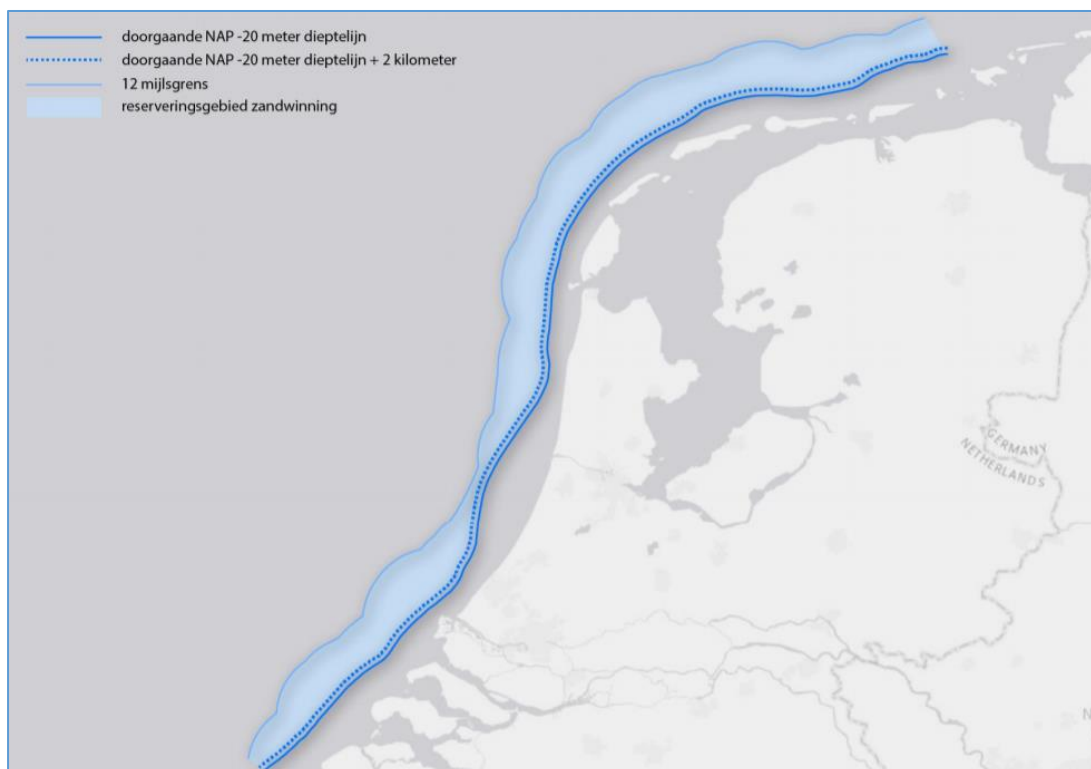 doorgaande NAP -20 meter dieptelijn
doorgaande NAP -20 meter dieptelijn + 2 kilometer
12 mijlsgrens
reserveringsgebied zandwinning
GERMANY
NETHERLANDS
N